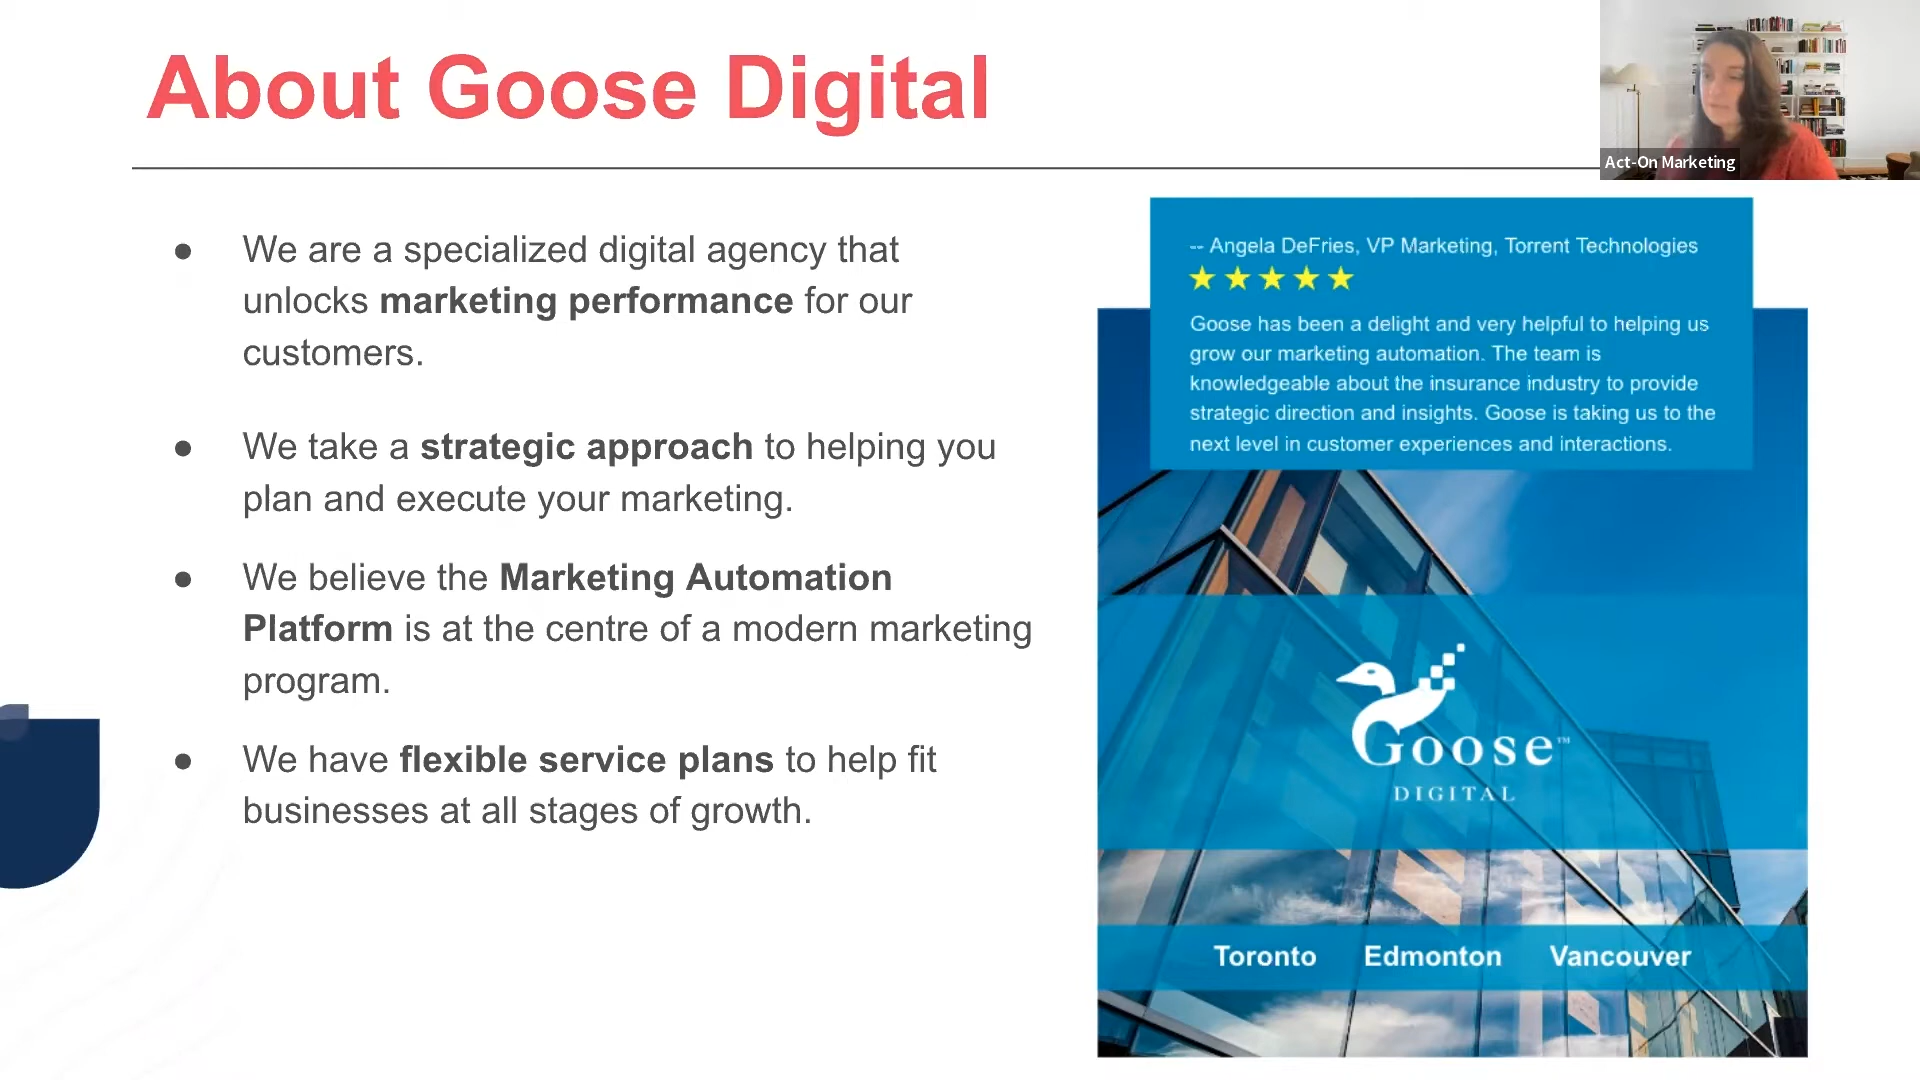 About Goose Digital
Act-On Marketing
● We are a specialized digital agency that
unlocks marketing performance for our
customers.
● We take a strategic approach to helping you
plan and execute your marketing.
● We believe the Marketing Automation
Platform is at the centre of a modern marketing
program.
● We have flexible service plans to help fit
businesses at all stages of growth.
-- Angela DeFries, VP Marketing, Torrent Technologies
★★★★★
Goose has been a delight and very helpful to helping us
grow our marketing automation. The team is
knowledgeable about the insurance industry to provide
strategic direction and insights. Goose is taking us to the
next level in customer experiences and interactions.
Goose™
DIGITAL
Toronto Edmonton Vancouver